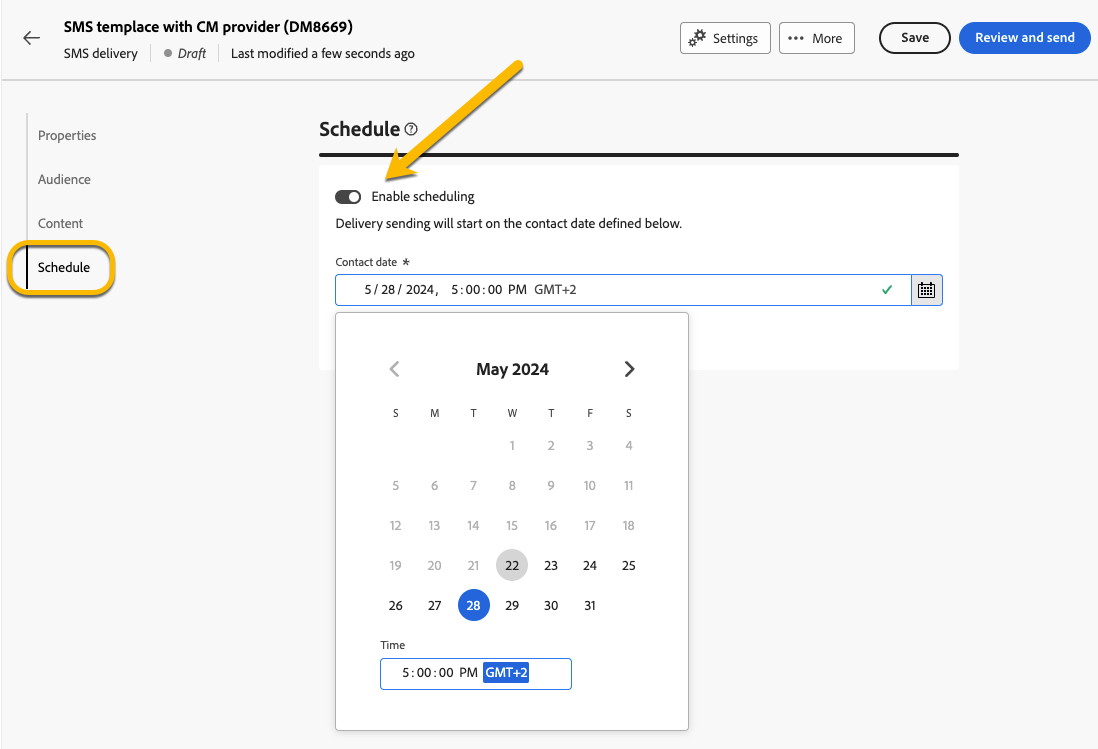 SMS templace with CM provider (DM8669)
SMS delivery Draft Last modified a few seconds ago
Settings
More
Save
Review and send
Properties
Audience
Content
Schedule
Schedule
Enable scheduling
Delivery sending will start on the contact date defined below.
Contact date *
5/28/2024, 5:00:00 PM GMT+2
May 2024
S M T W T F S
1 2 3 4
5 6 7 8 9 10 11
12 13 14 15 16 17 18
19 20 21 22 23 24 25
26 27 28 29 30 31
Time
5:00:00 PM GMT+2